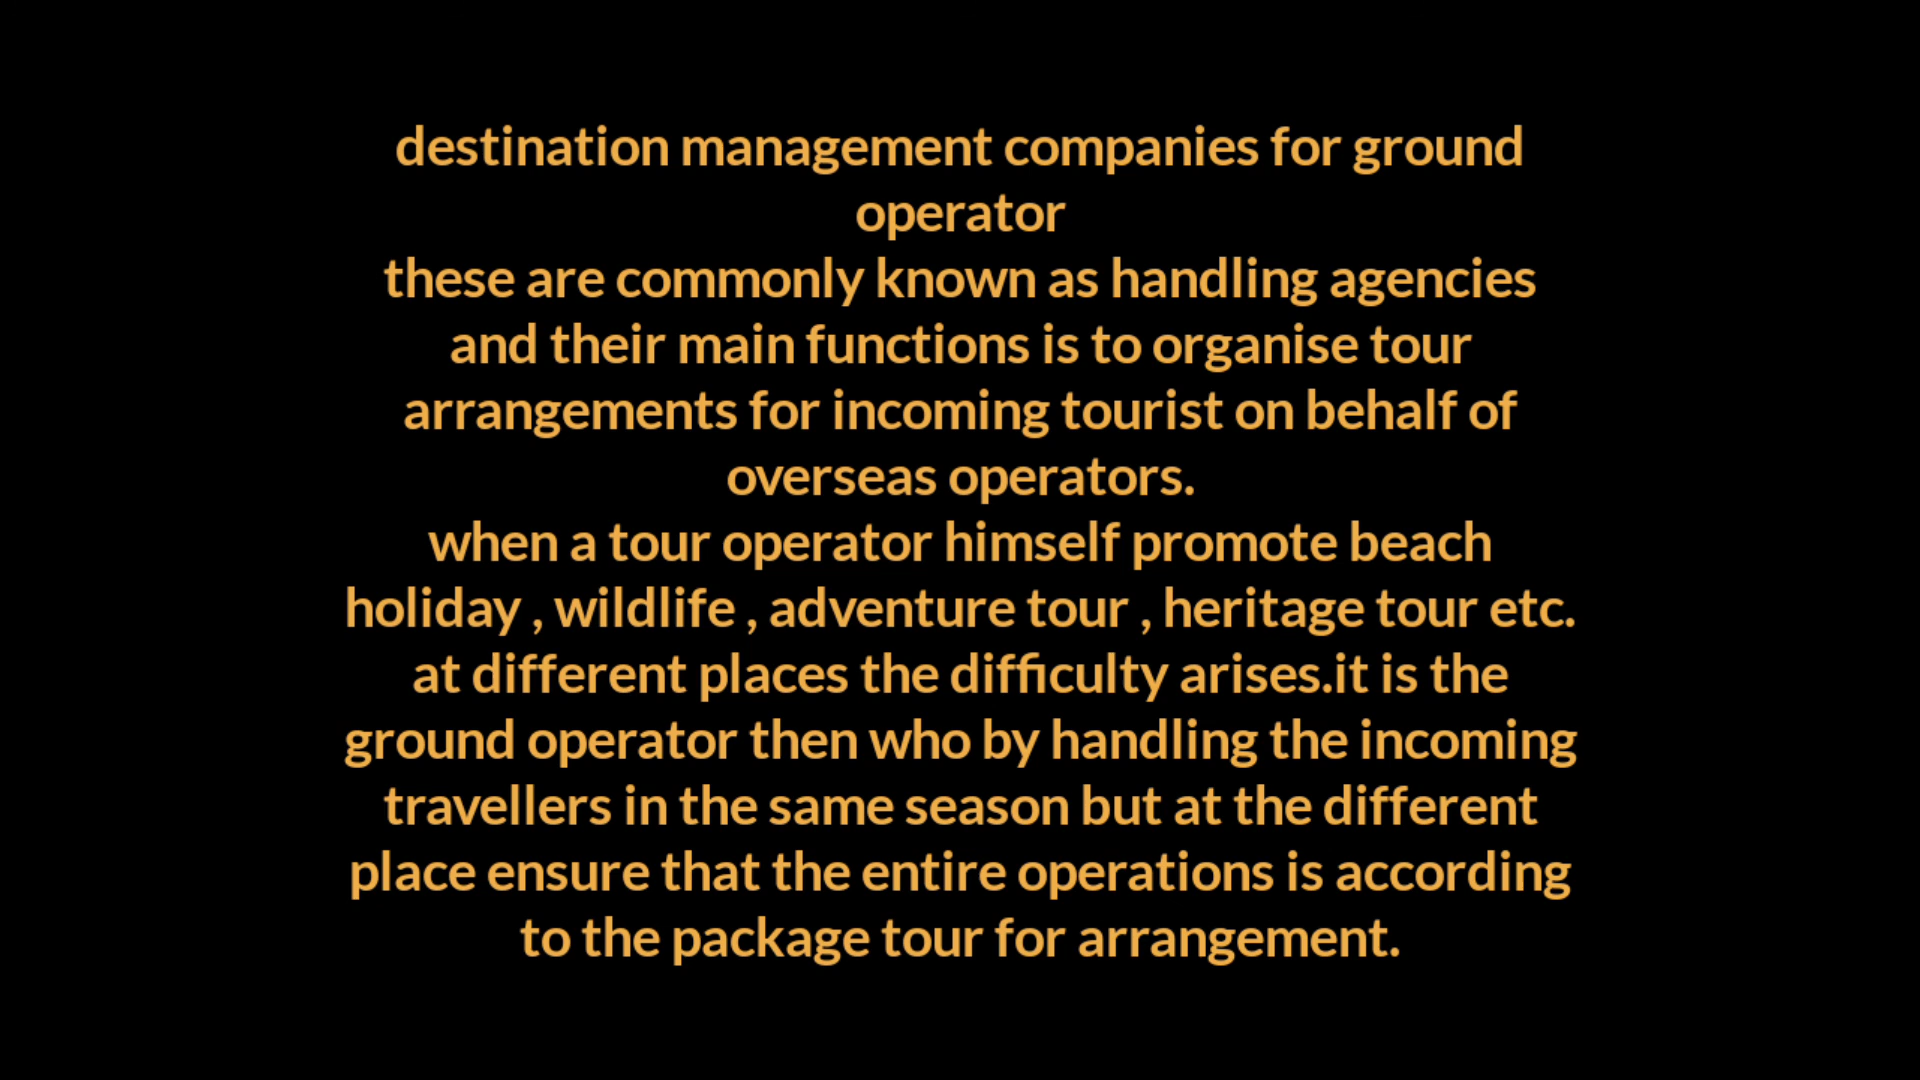 destination management companies for ground
operator
these are commonly known as handling agencies
and their main functions is to organise tour
arrangements for incoming tourist on behalf of
overseas operators.
when a tour operator himself promote beach
holiday , wildlife , adventure tour , heritage tour etc.
at different places the difficulty arises.it is the
ground operator then who by handling the incoming
travellers in the same season but at the different
place ensure that the entire operations is according
to the package tour for arrangement.